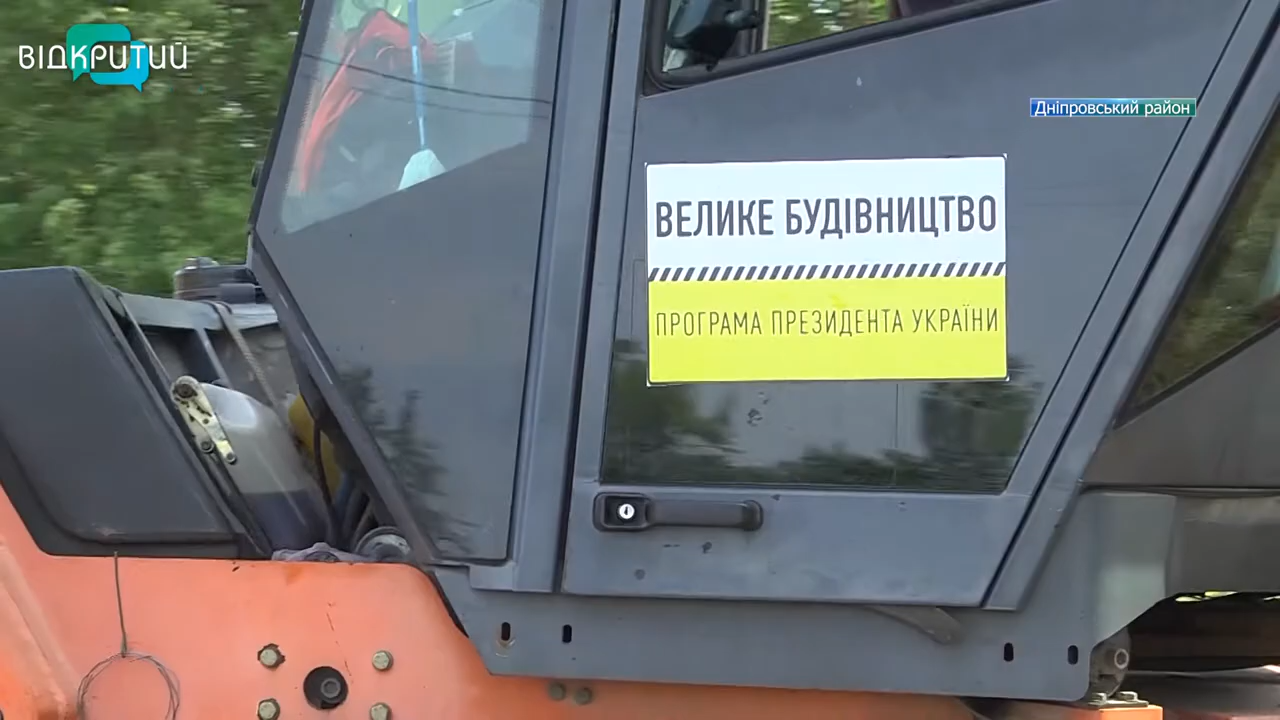 ВІДКРИТИЙ
Дніпровський район
ВЕЛИКЕ БУДІВНИЦТВО
ПРОГРАМА ПРЕЗИДЕНТА УКРАЇНИ